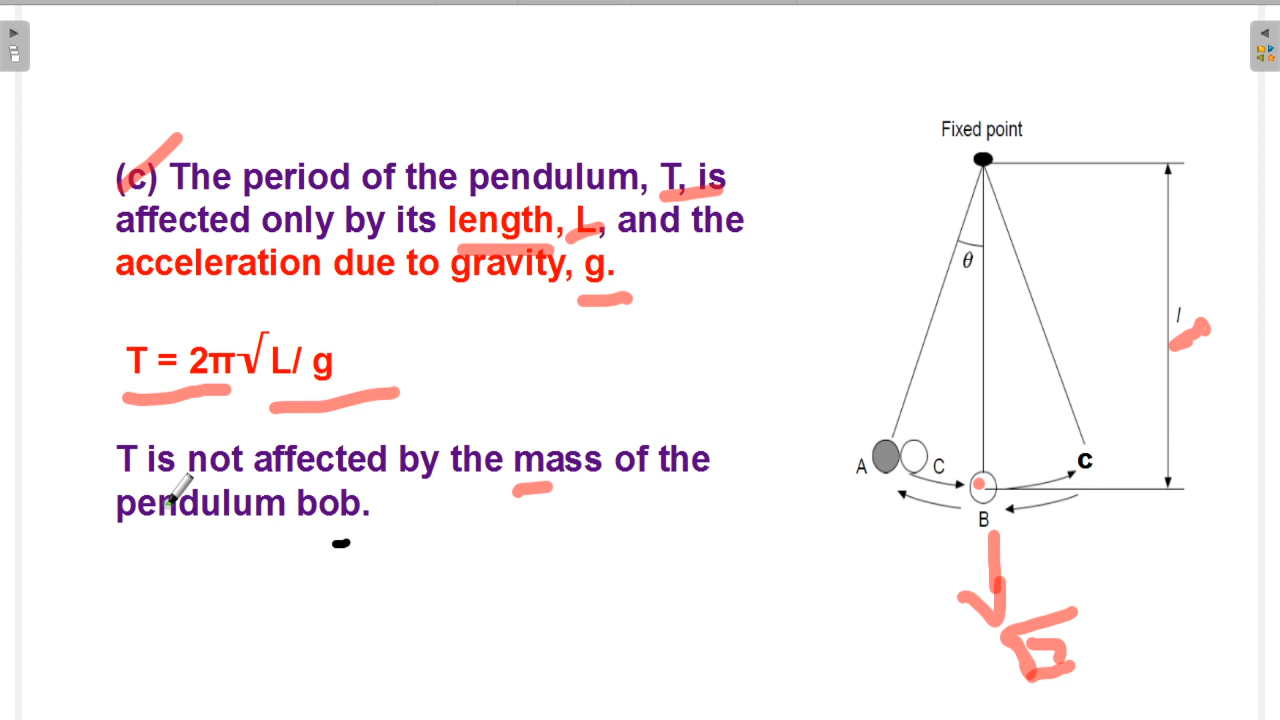 (c) The period of the pendulum, T, is
affected only by its length, L, and the
acceleration due to gravity, g.
T = 2π√ L/ g
T is not affected by the mass of the
pendulum bob.
Fixed point
θ
l
A
C
c
B